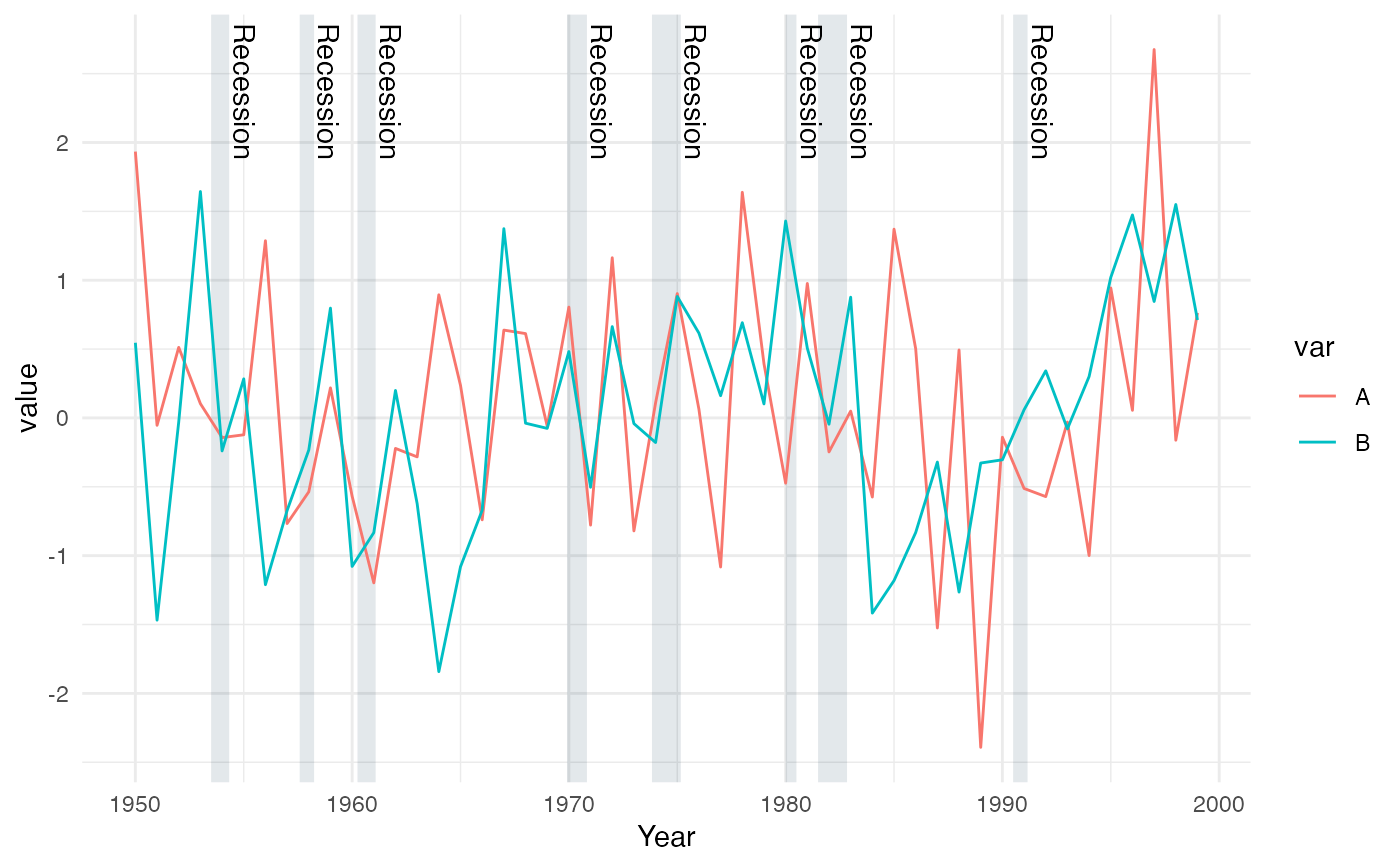 Recession
Recession
Recession
Recession
Recession
Recession
Recession
Recession
2
1
0
-1
-2
value
1950 1960 1970 1980 1990 2000
Year
var
A
B